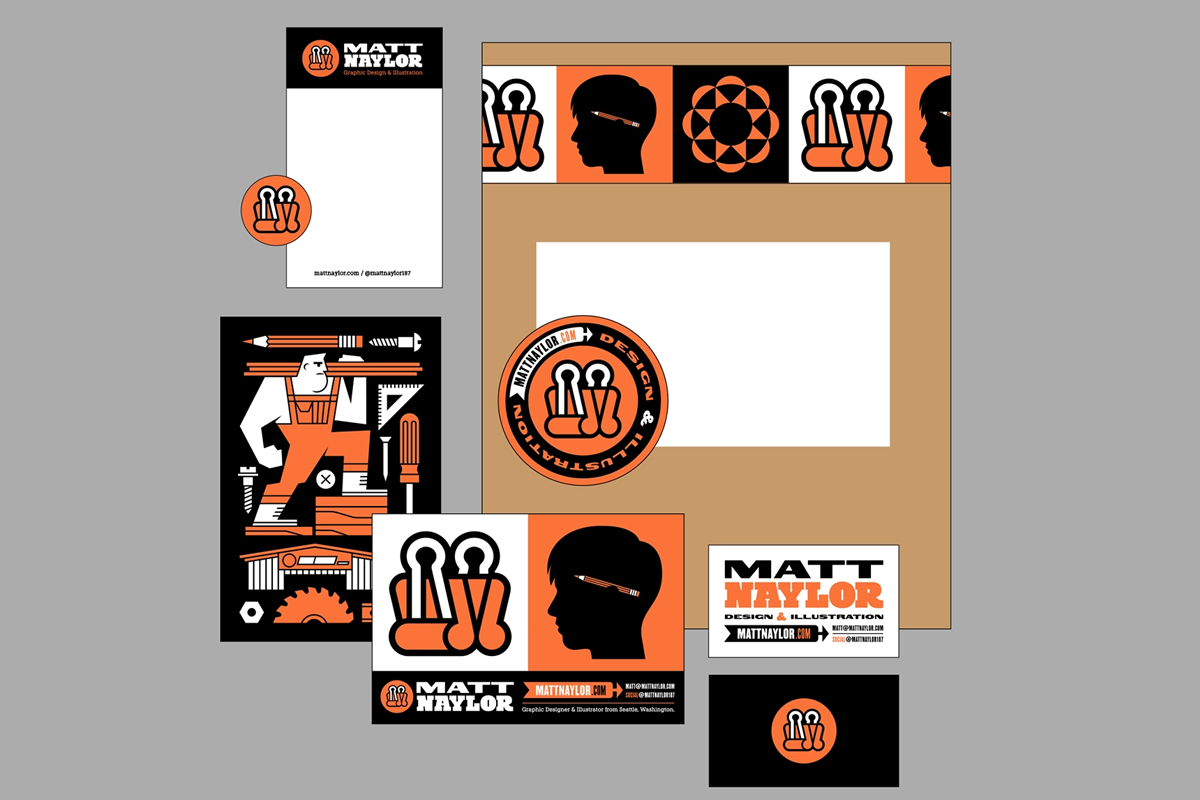 MATT
NAYLOR
Graphic Design & Illustration.
mattnaylor.com / @mattnaylor187
MATTNAYLOR.COM
DESIGN & ILLUSTRATION
MATT
NAYLOR
MATTNAYLOR.COM
MATT@MATTNAYLOR.COM
SOCIAL@MATTNAYLOR187
Graphic Designer & Illustrator from Seattle, Washington.
MATT
NAYLOR
DESIGN & ILLUSTRATION
MATTNAYLOR.COM
MATT@MATTNAYLOR.COM
SOCIAL@MATTNAYLOR187